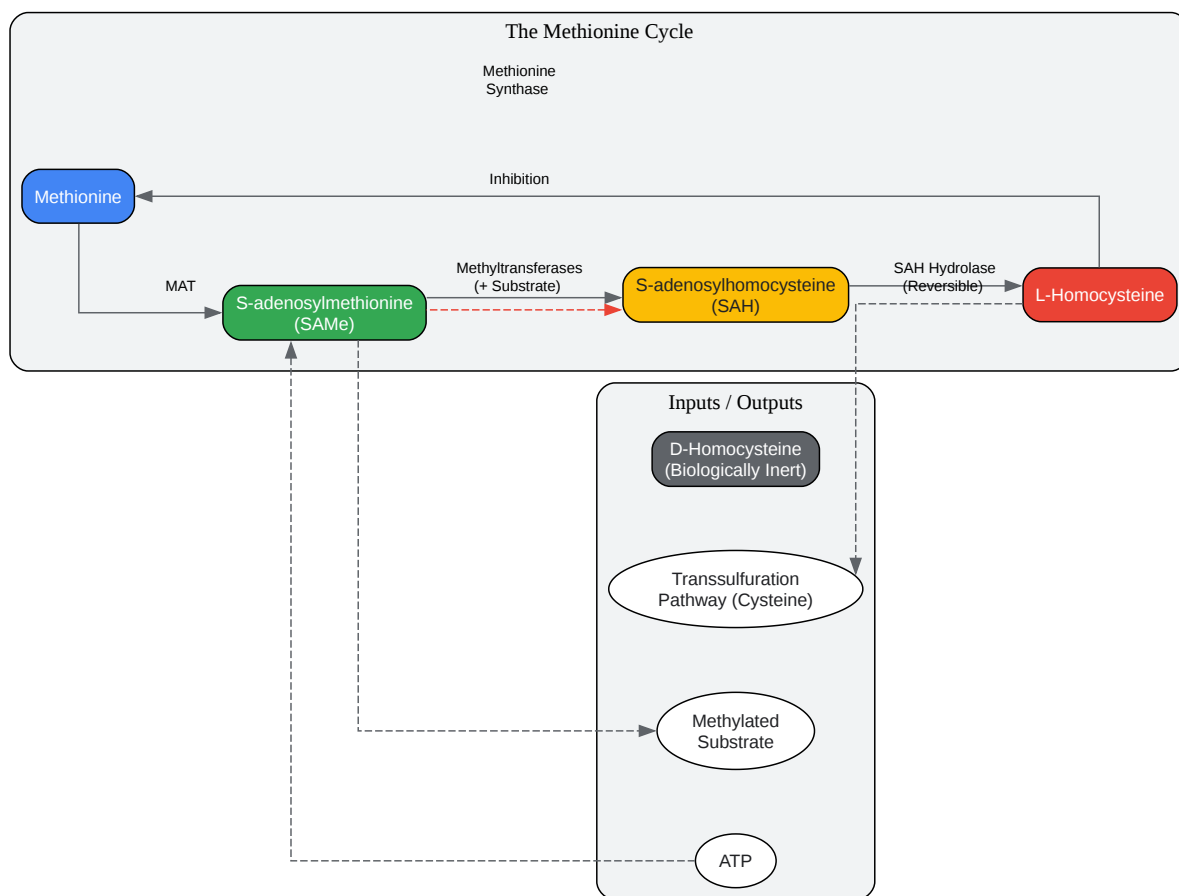 The Methionine Cycle
Methionine
Synthase
Methionine
Inhibition
MAT
S-adenosylmethionine
(SAMe)
Methyltransferases
(+ Substrate)
S-adenosylhomocysteine
(SAH)
SAH Hydrolase
(Reversible)
L-Homocysteine
Inputs / Outputs
D-Homocysteine
(Biologically Inert)
Transsulfuration
Pathway (Cysteine)
Methylated
Substrate
ATP